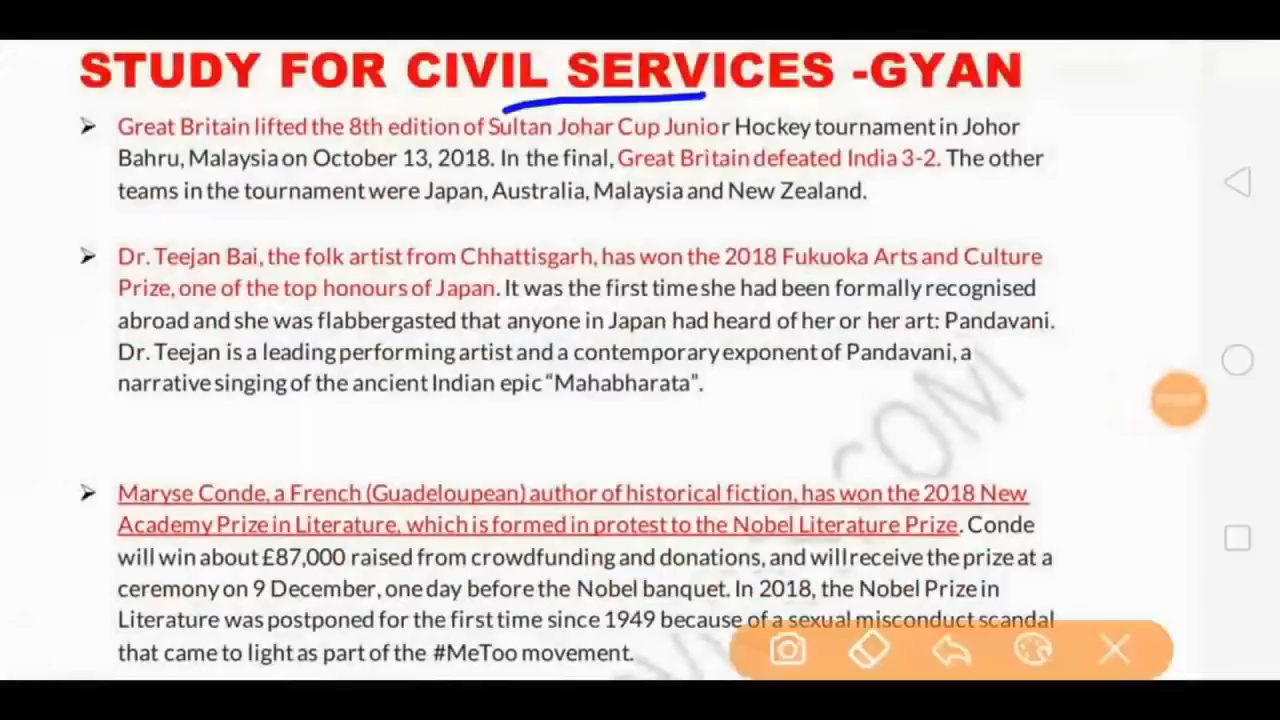 STUDY FOR CIVIL SERVICES -GYAN
➤ Great Britain lifted the 8th edition of Sultan Johar Cup Junior Hockey tournament in Johor
Bahru, Malaysia on October 13, 2018. In the final, Great Britain defeated India 3-2. The other
teams in the tournament were Japan, Australia, Malaysia and New Zealand.
➤ Dr. Teejan Bai, the folk artist from Chhattisgarh, has won the 2018 Fukuoka Arts and Culture
Prize, one of the top honours of Japan. It was the first time she had been formally recognised
abroad and she was flabbergasted that anyone in Japan had heard of her or her art: Pandavani.
Dr. Teejan is a leading performing artist and a contemporary exponent of Pandavani, a
narrative singing of the ancient Indian epic “Mahabharata”.
➤ Maryse Conde, a French (Guadeloupean) author of historical fiction, has won the 2018 New
Academy Prize in Literature, which is formed in protest to the Nobel Literature Prize. Conde
will win about £87,000 raised from crowdfunding and donations, and will receive the prize at a
ceremony on 9 December, one day before the Nobel banquet. In 2018, the Nobel Prize in
Literature was postponed for the first time since 1949 because of a sexual misconduct scandal
that came to light as part of the #MeToo movement.